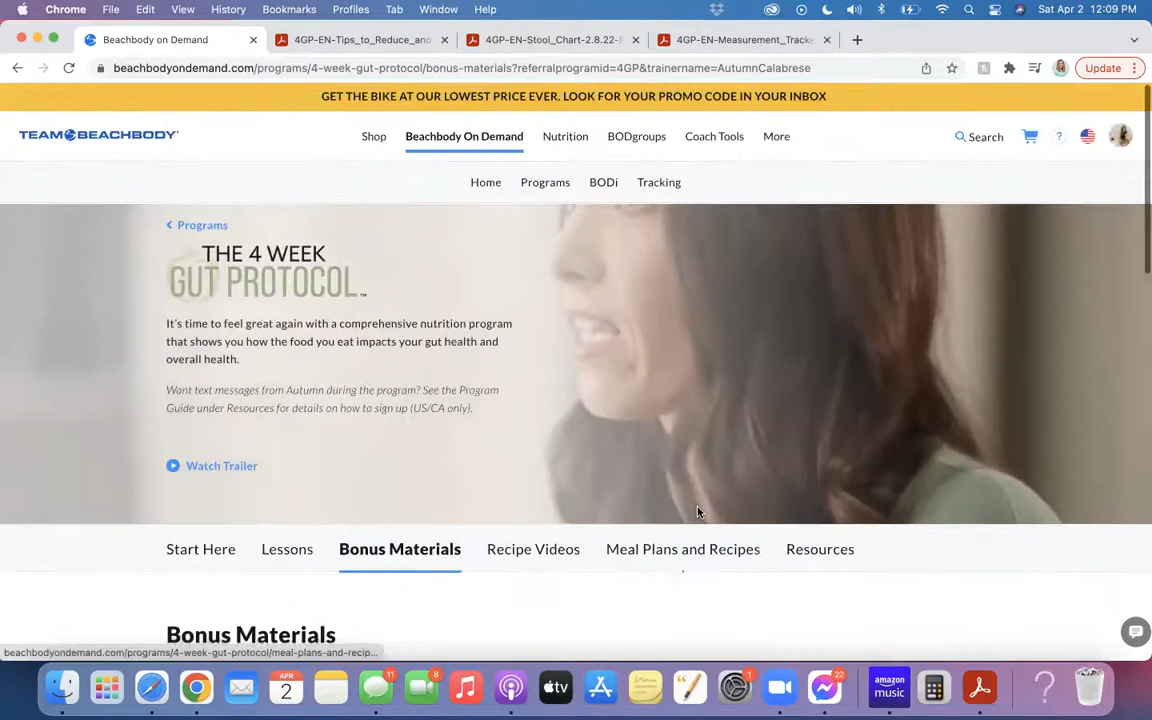 Chrome File Edit View History Bookmarks Profiles Tab Window Help Sat Apr 2 12:09 PM
Beachbody on Demand 4GP-EN-Tips_to_Reduce_ano 4GP-EN-Stool_Chart-2.8.22-F 4GP-EN-Measurement_Tracke
beachbodyondemand.com/programs/4-week-gut-protocol/bonus-materials?referralprogramid=4GP&trainername=AutumnCalabrese Update
GET THE BIKE AT OUR LOWEST PRICE EVER. LOOK FOR YOUR PROMO CODE IN YOUR INBOX
TEAM BEACHBODY Shop Beachbody On Demand Nutrition BODgroups Coach Tools More Search ?
Home Programs BODi Tracking
Programs
THE 4 WEEK
GUT PROTOCOL™
It's time to feel great again with a comprehensive nutrition program
that shows you how the food you eat impacts your gut health and
overall health.
Want text messages from Autumn during the program? See the Program
Guide under Resources for details on how to sign up (US/CA only).
Watch Trailer
Start Here Lessons Bonus Materials Recipe Videos Meal Plans and Recipes Resources
Bonus Materials
beachbodyondemand.com/programs/4-week-gut-protocol/meal-plans-and-recip...
APR 2 11 8 tv 1 22 amazon music ?